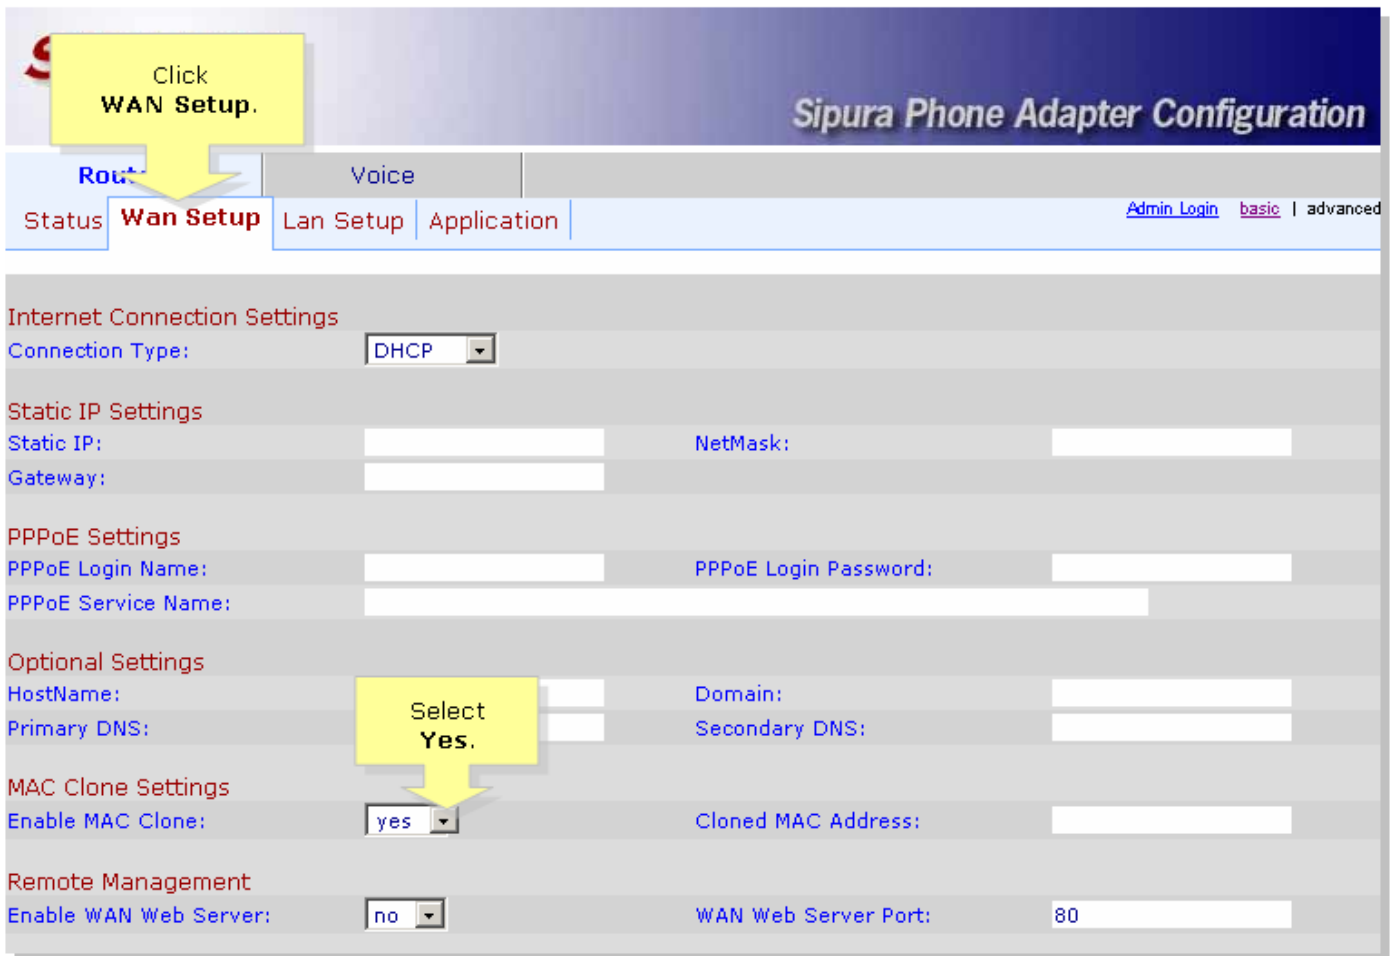 Click
WAN Setup.
Sipura Phone Adapter Configuration
Voice
Status Wan Setup Lan Setup Application Admin Login basic | advanced
Internet Connection Settings
Connection Type: DHCP
Static IP Settings
Static IP: NetMask:
Gateway:
PPPoE Settings
PPPoE Login Name: PPPoE Login Password:
PPPoE Service Name:
Optional Settings
HostName: Domain:
Select
Yes.
Primary DNS: Secondary DNS:
MAC Clone Settings
Enable MAC Clone: yes Cloned MAC Address:
Remote Management
Enable WAN Web Server: no WAN Web Server Port: 80